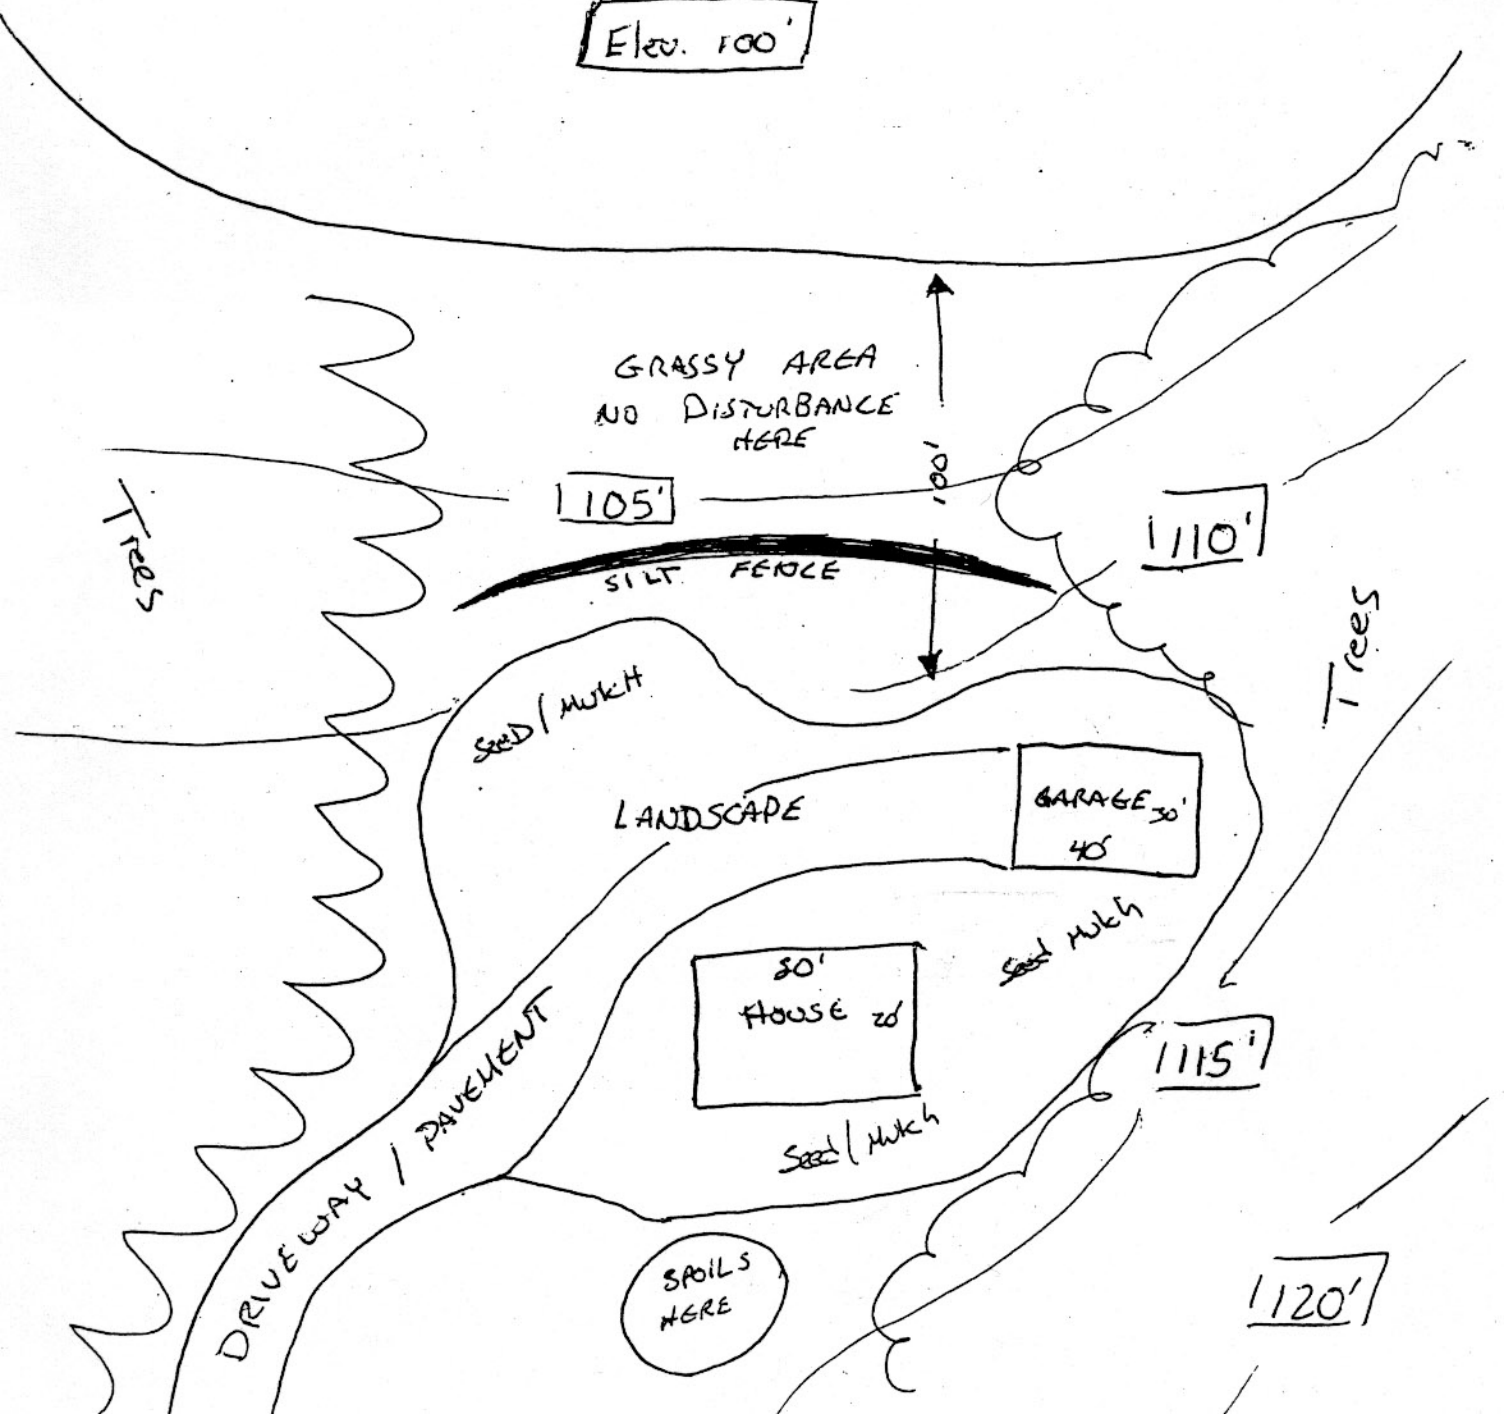 Elev. 100'
GRASSY AREA
NO DISTURBANCE
HERE
100'
1105'
1110'
Trees
SILT FENCE
Trees
SEED / MULCH
LANDSCAPE
GARAGE 30'
40'
Seed Mulch
HOUSE 20'
1115'
DRIVEWAY / PAVEMENT
Seed / Mulch
SPOILS
HERE
1120'